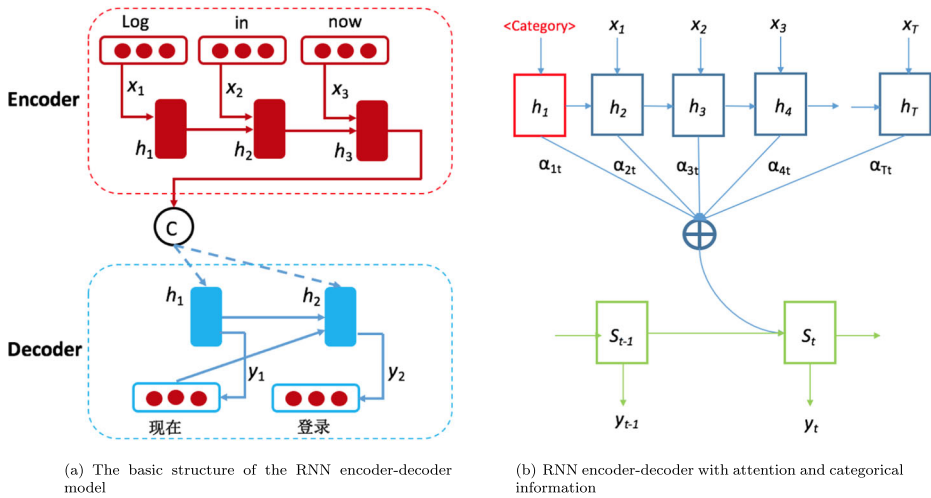 Log in now
x1 x2 x3
Encoder
h1 h2 h3
C
h1 h2
Decoder
y1 y2
现在 登录
(a) The basic structure of the RNN encoder-decoder
model
<Category> x1 x2 x3 xT
h1 h2 h3 h4 hT
α1t α2t α3t α4t αTt
St-1 St
yt-1 yt
(b) RNN encoder-decoder with attention and categorical
information